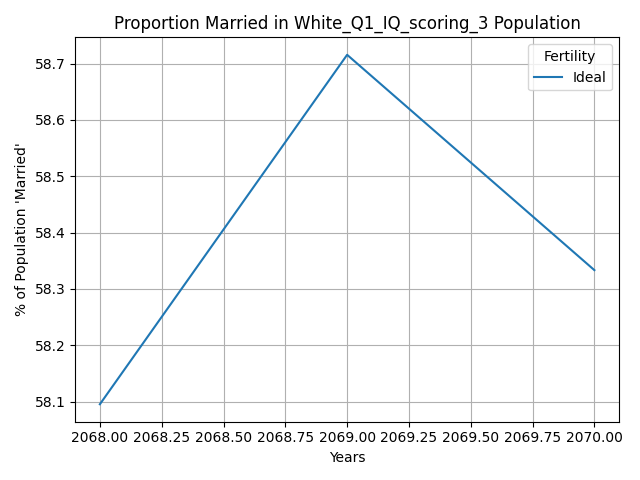 Proportion Married in White_Q1_IQ_scoring_3 Population
Fertility
Ideal
% of Population 'Married'
58.7
58.6
58.5
58.4
58.3
58.2
58.1
2068.00 2068.25 2068.50 2068.75 2069.00 2069.25 2069.50 2069.75 2070.00
Years